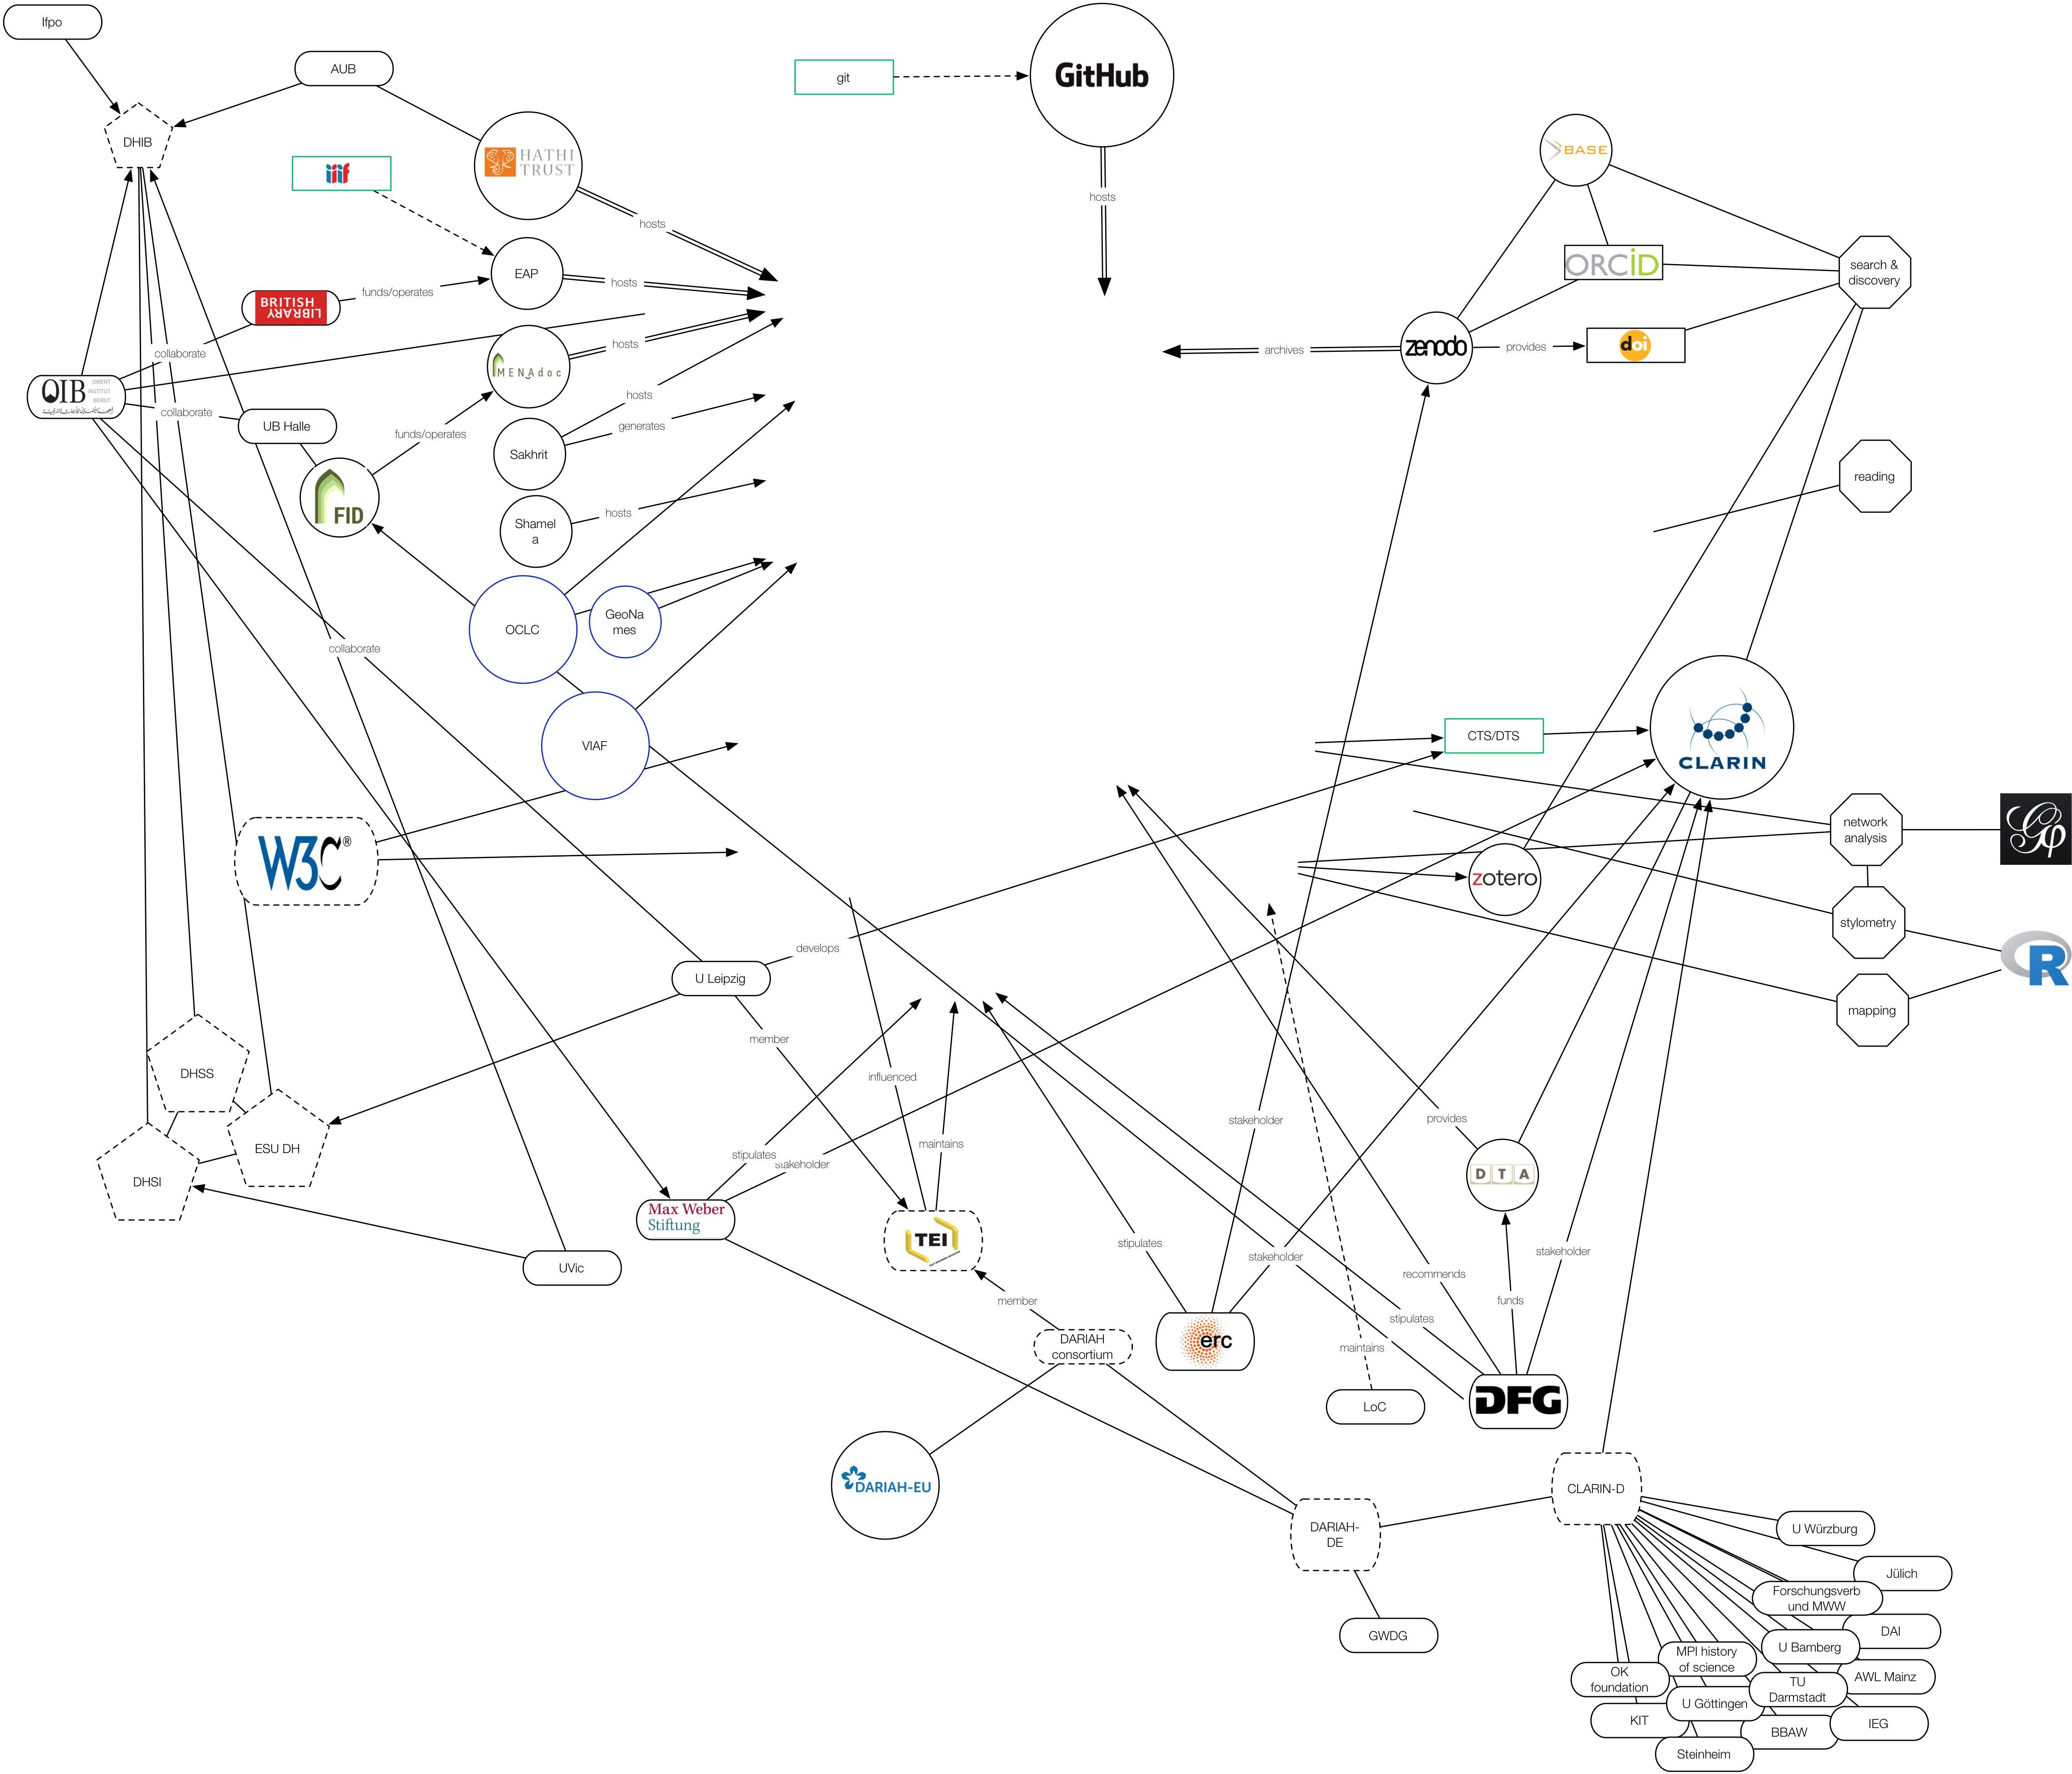 Ifpo
AUB
DHIB
git
GitHub
hosts
HATHI
TRUST
iiif
hosts
EAP
hosts
BRITISH
LIBRARY
funds/operates
MENAdoc
hosts
collaborate
OIB
ORIENT
INSTITUT
BEIRUT
collaborate
UB Halle
funds/operates
hosts
generates
Sakhrit
FID
Shamel
a
hosts
BASE
ORCID
search &
discovery
zenodo
archives
provides
doi
reading
OCLC
GeoNa
mes
collaborate
VIAF
CTS/DTS
CLARIN
W3C®
network
analysis
zotero
stylometry
R
mapping
develops
U Leipzig
member
influenced
DHSS
ESU DH
DHSI
maintains
stipulates
stakeholder
stakeholder
provides
D T A
Max Weber
Stiftung
TEI
UVic
stipulates
stakeholder
stakeholder
recommends
funds
stipulates
member
DARIAH
consortium
erc
maintains
LoC
DFG
DARIAH-EU
CLARIN-D
DARIAH-
DE
U Würzburg
Jülich
Forschungsverb
und MWW
DAI
GWDG
U Bamberg
MPI history
of science
AWL Mainz
OK
foundation
TU
Darmstadt
U Göttingen
KIT
BBAW
IEG
Steinheim